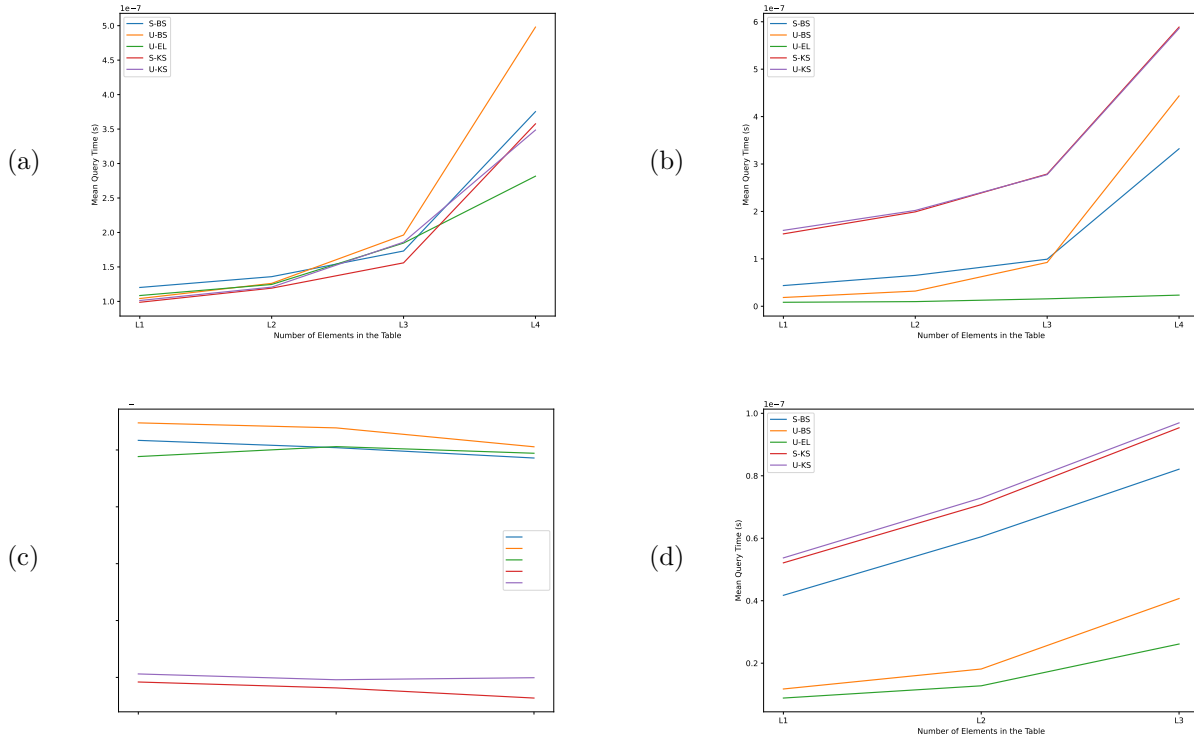 (a)
1e-7
5.0
4.5
4.0
3.5
3.0
2.5
2.0
1.5
1.0
Mean Query Time (s)
S-BS
U-BS
U-EL
S-KS
U-KS
L1 L2 L3 L4
Number of Elements in the Table
(b)
1e-7
6
5
4
3
2
1
0
Mean Query Time (s)
S-BS
U-BS
U-EL
S-KS
U-KS
L1 L2 L3 L4
Number of Elements in the Table
(c)
(d)
1e-7
1.0
0.8
0.6
0.4
0.2
Mean Query Time (s)
S-BS
U-BS
U-EL
S-KS
U-KS
L1 L2 L3
Number of Elements in the Table